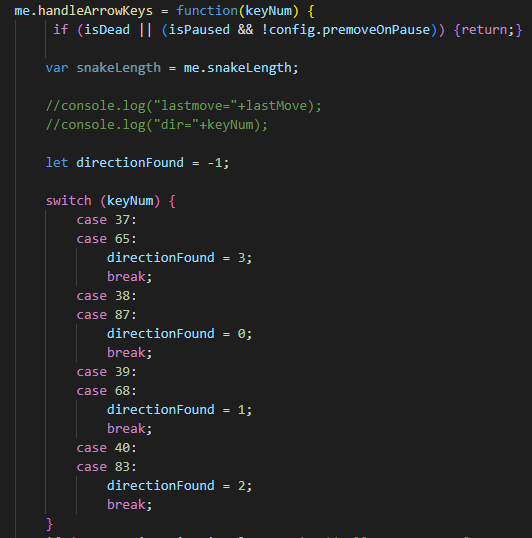 me.handleArrowKeys = function(keyNum) {
if (isDead || (isPaused && !config.premoveOnPause)) {return;}
var snakeLength = me.snakeLength;
//console.log("lastmove="+lastMove);
//console.log("dir="+keyNum);
let directionFound = -1;
switch (keyNum) {
case 37:
case 65:
directionFound = 3;
break;
case 38:
case 87:
directionFound = 0;
break;
case 39:
case 68:
directionFound = 1;
break;
case 40:
case 83:
directionFound = 2;
break;
}